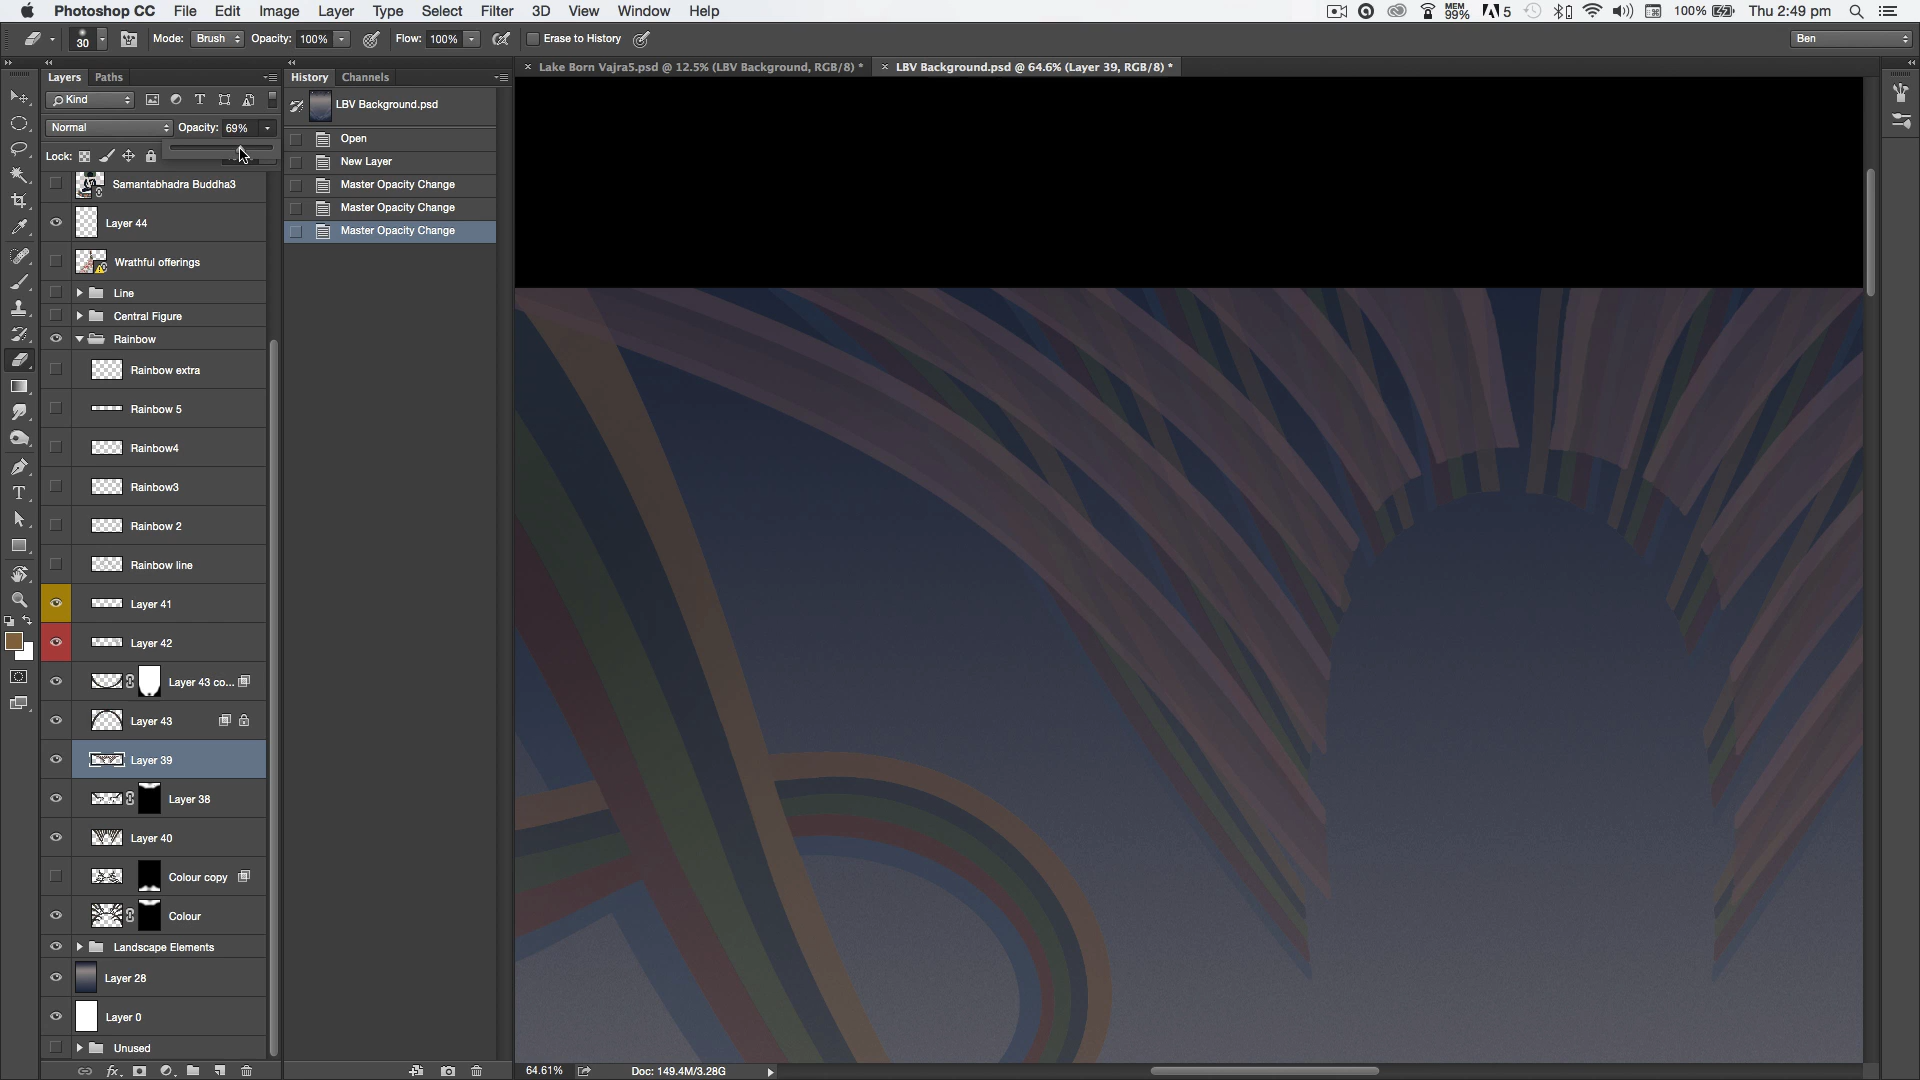 Photoshop CC File Edit Image Layer Type Select Filter 3D View Window Help MEM 99% 5 100% Thu 2:49 pm
30 Mode: Brush Opacity: 100% Flow: 100% Erase to History Ben
Layers Paths
History Channels
× Lake Born Vajra5.psd @ 12.5% (LBV Background, RGB/8) *
× LBV Background.psd @ 64.6% (Layer 39, RGB/8) *
Kind
Normal Opacity: 69%
Lock:
Samantabhadra Buddha3
Layer 44
Wrathful offerings
Line
Central Figure
Rainbow
Rainbow extra
Rainbow 5
Rainbow4
Rainbow3
Rainbow 2
Rainbow line
Layer 41
Layer 42
Layer 43 co...
Layer 43
Layer 39
Layer 38
Layer 40
Colour copy
Colour
Landscape Elements
Layer 28
Layer 0
Unused
fx
LBV Background.psd
Open
New Layer
Master Opacity Change
Master Opacity Change
Master Opacity Change
64.61% Doc: 149.4M/3.28G